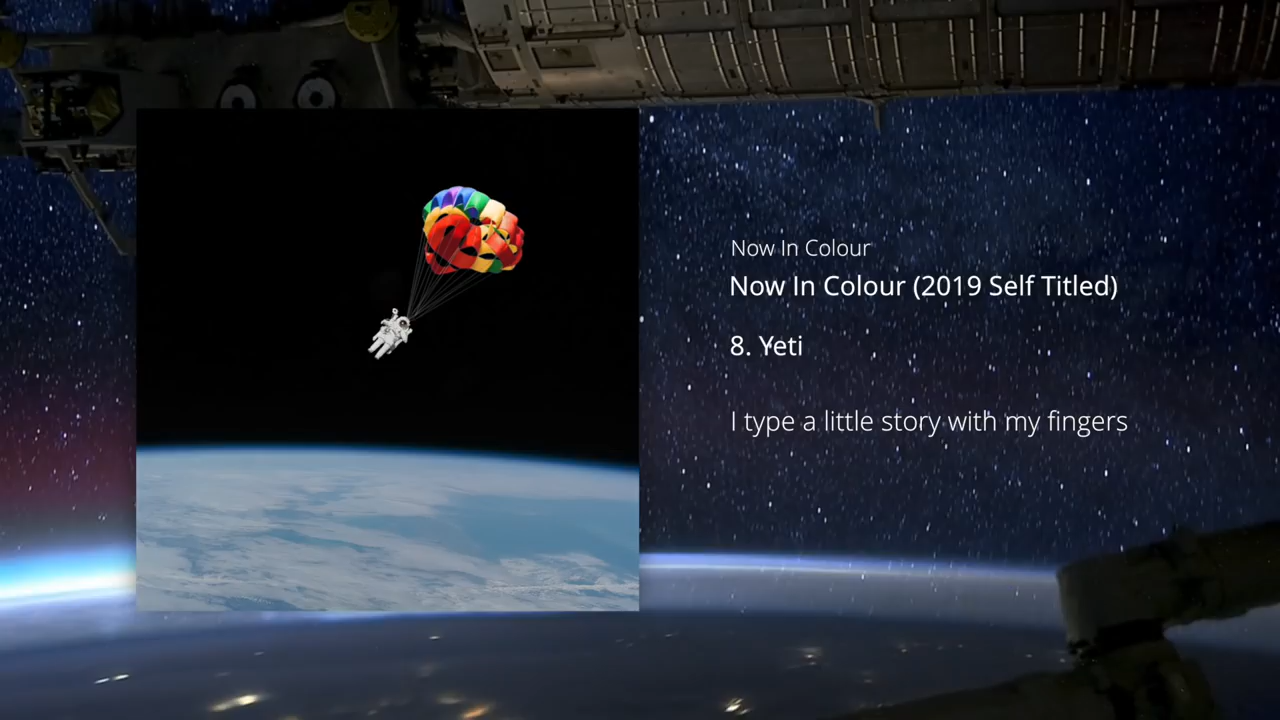 Now In Colour
Now In Colour (2019 Self Titled)
8. Yeti
I type a little story with my fingers